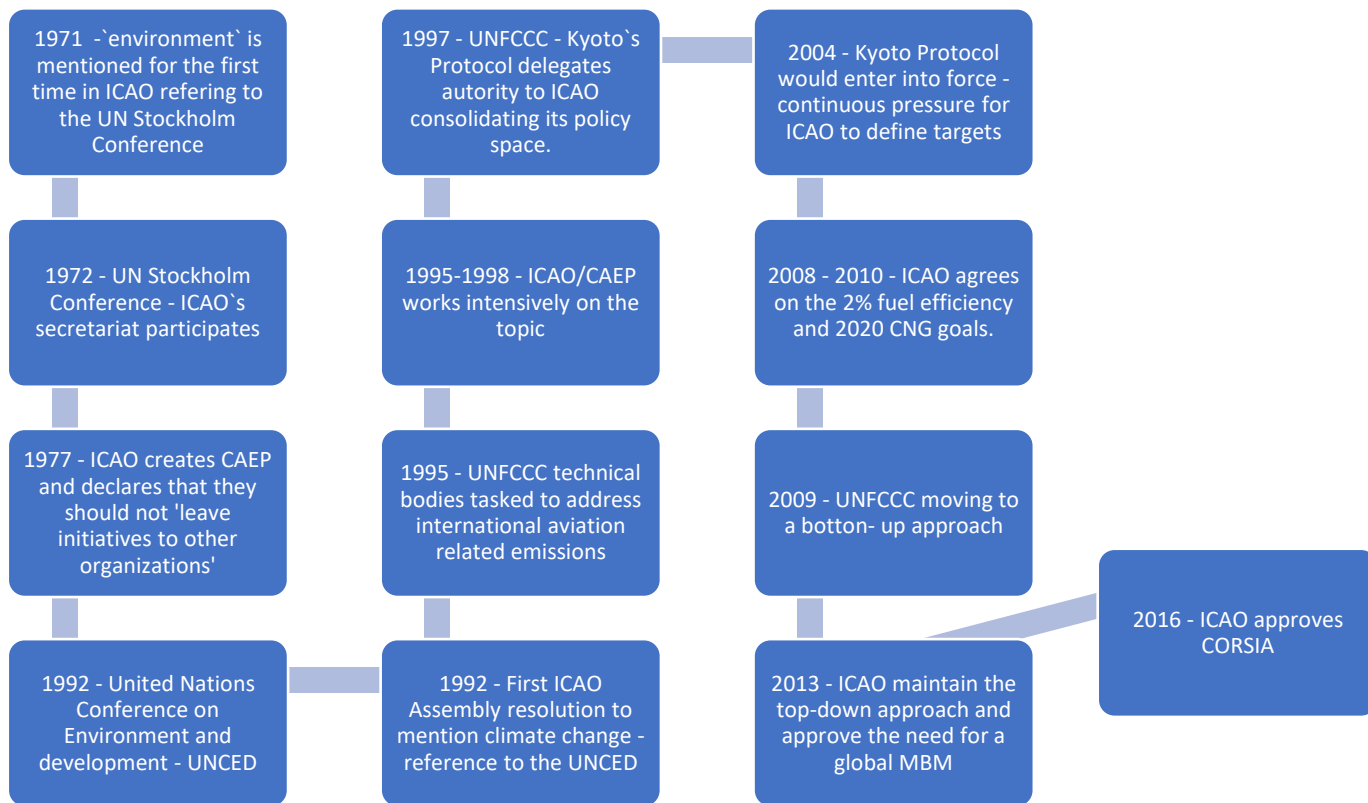 1971 -`environment` is
mentioned for the first
time in ICAO refering to
the UN Stockholm
Conference
1972 - UN Stockholm
Conference - ICAO`s
secretariat participates
1977 - ICAO creates CAEP
and declares that they
should not 'leave
initiatives to other
organizations'
1992 - United Nations
Conference on
Environment and
development - UNCED
1992 - First ICAO
Assembly resolution to
mention climate change -
reference to the UNCED
1995 - UNFCCC technical
bodies tasked to address
international aviation
related emissions
1995-1998 - ICAO/CAEP
works intensively on the
topic
1997 - UNFCCC - Kyoto`s
Protocol delegates
autority to ICAO
consolidating its policy
space.
2004 - Kyoto Protocol
would enter into force -
continuous pressure for
ICAO to define targets
2008 - 2010 - ICAO agrees
on the 2% fuel efficiency
and 2020 CNG goals.
2009 - UNFCCC moving to
a botton- up approach
2013 - ICAO maintain the
top-down approach and
approve the need for a
global MBM
2016 - ICAO approves
CORSIA